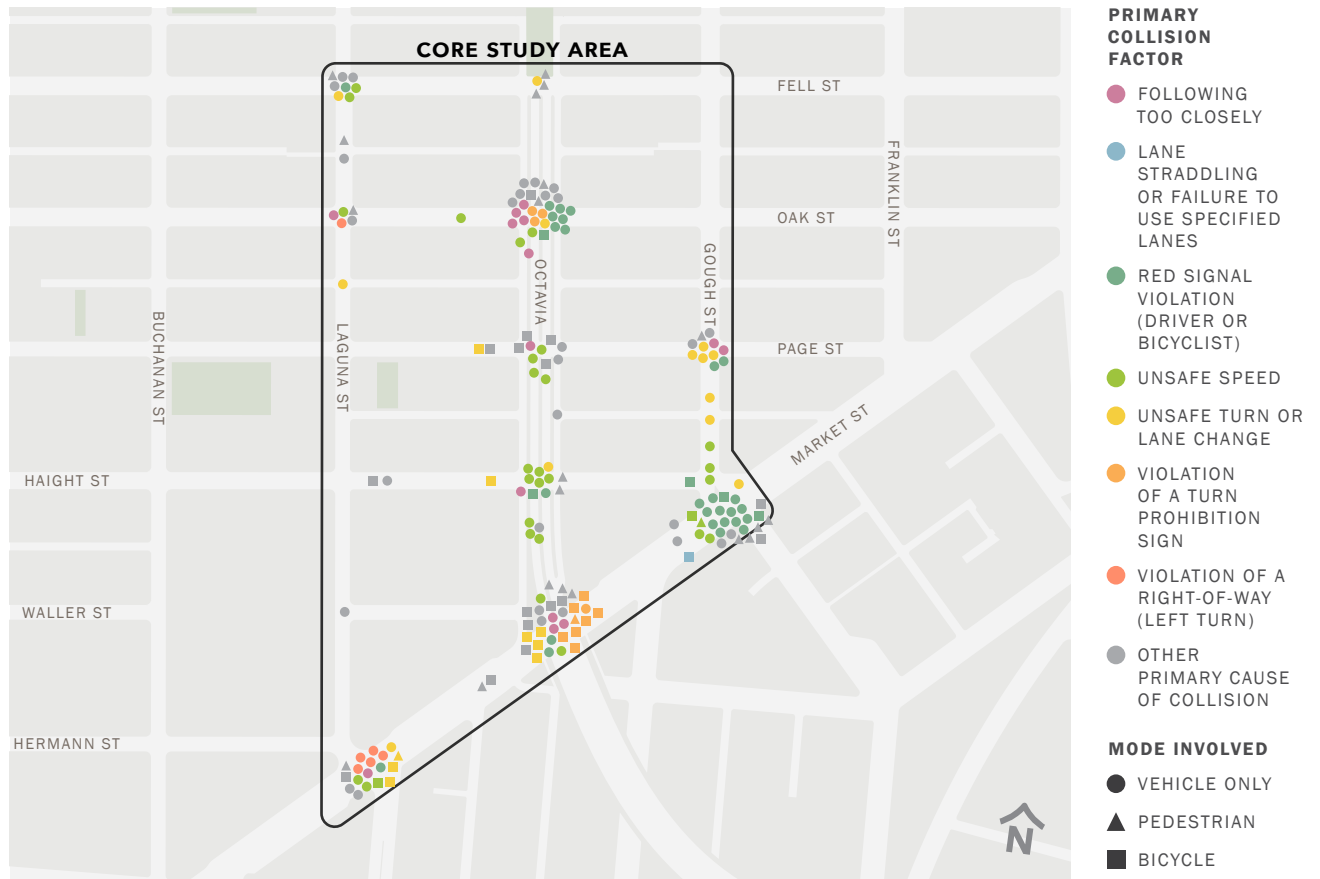 CORE STUDY AREA
FELL ST
OAK ST
PAGE ST
FRANKLIN ST
GOUGH ST
OCTAVIA
LAGUNA ST
BUCHANAN ST
MARKET ST
HAIGHT ST
WALLER ST
HERMANN ST
N
PRIMARY
COLLISION
FACTOR
FOLLOWING
TOO CLOSELY
LANE
STRADDLING
OR FAILURE TO
USE SPECIFIED
LANES
RED SIGNAL
VIOLATION
(DRIVER OR
BICYCLIST)
UNSAFE SPEED
UNSAFE TURN OR
LANE CHANGE
VIOLATION
OF A TURN
PROHIBITION
SIGN
VIOLATION OF A
RIGHT-OF-WAY
(LEFT TURN)
OTHER
PRIMARY CAUSE
OF COLLISION
MODE INVOLVED
VEHICLE ONLY
PEDESTRIAN
BICYCLE